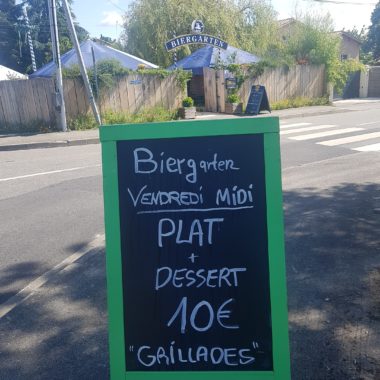 BIERGARTEN
Biergarten
VENDREDI MIDI
PLAT
+
DESSERT
10€
"GRILLADES"